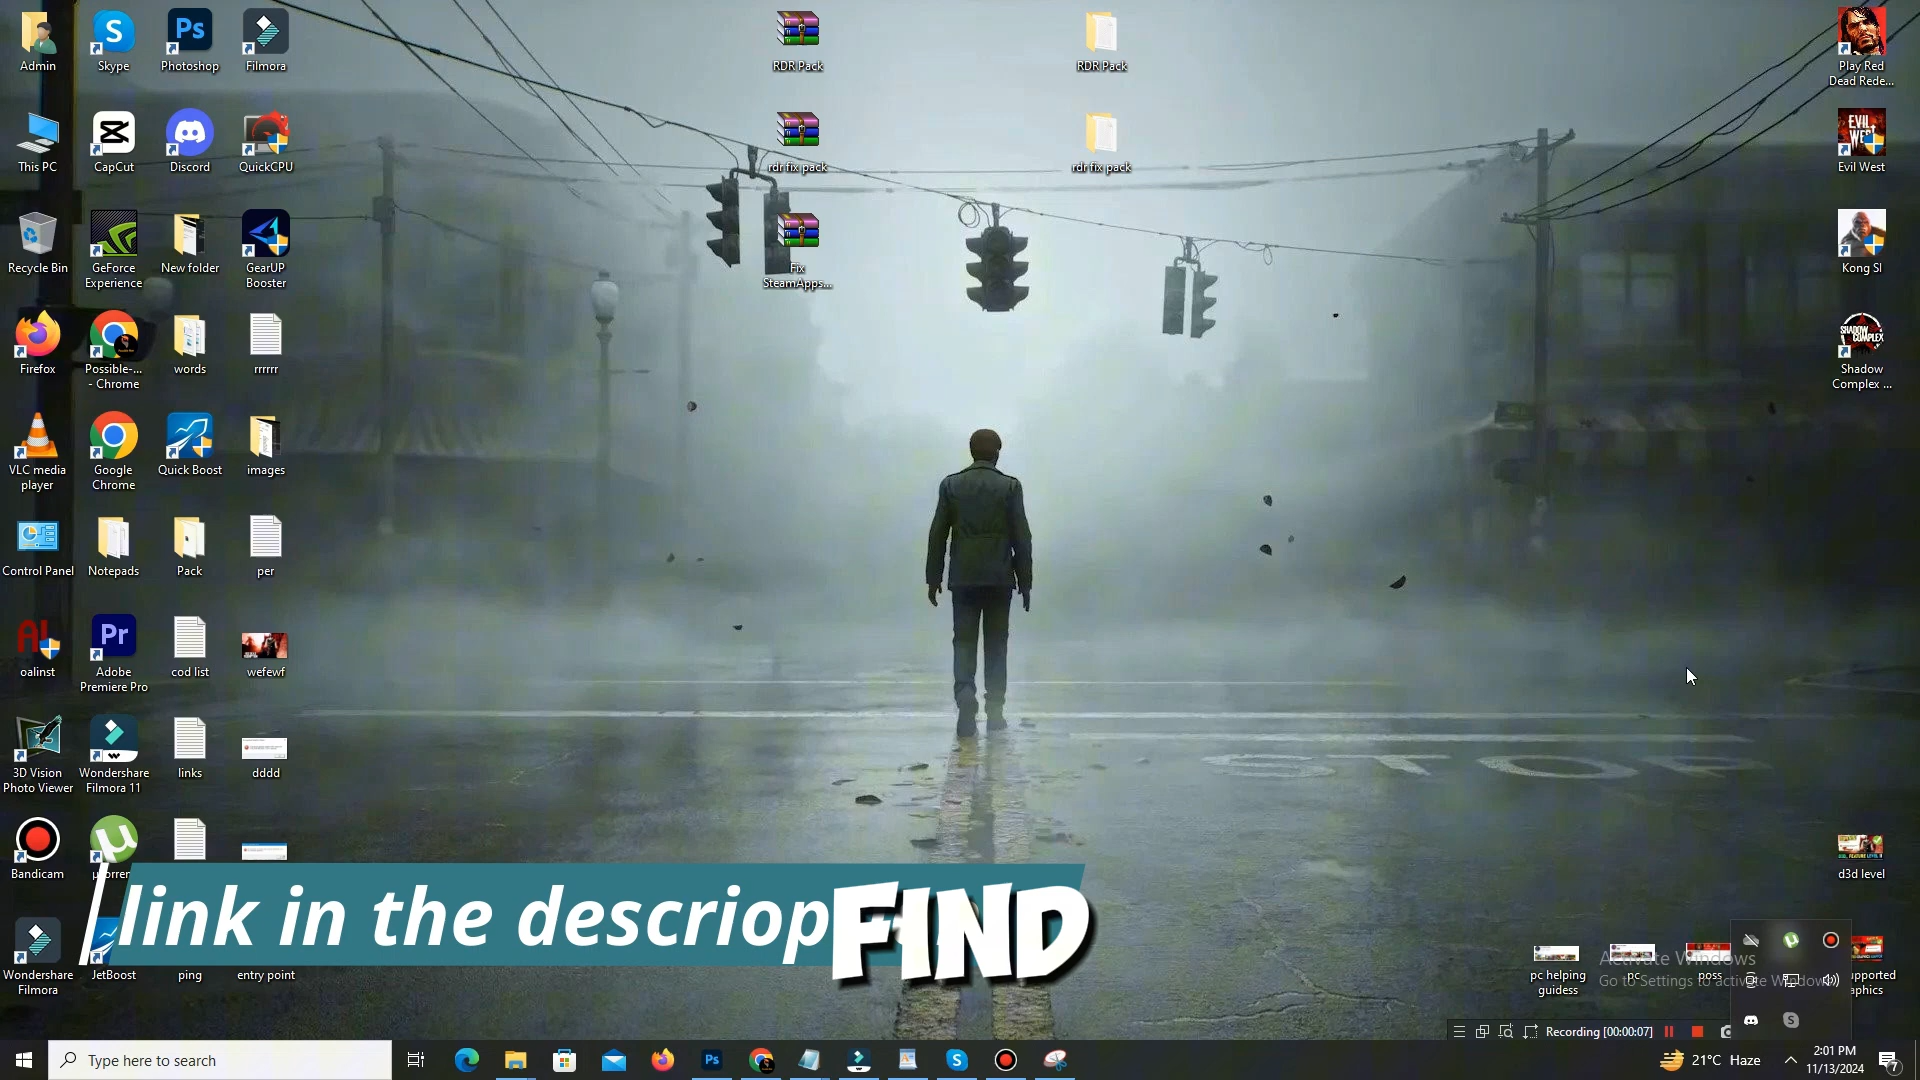 Admin
Skype
Photoshop
Filmora
RDR Pack
RDR Pack
Play Red
Dead Rede...
This PC
CapCut
Discord
QuickCPU
rdr fix pack
rdr fix pack
Evil West
Recycle Bin
GeForce
Experience
New folder
GearUP
Booster
Fix
SteamApps...
Kong SI
Firefox
Possible-...
- Chrome
words
rrrrrr
Shadow
Complex ...
VLC media
player
Google
Chrome
Quick Boost
images
Control Panel
Notepads
Pack
per
oalinst
Adobe
Premiere Pro
cod list
wefewf
3D Vision
Photo Viewer
Wondershare
Filmora 11
links
dddd
Bandicam
d3d level
link in the descriop
FIND
Wondershare
Filmora
JetBoost
ping
entry point
pc helping
guidess
pc
poss
Activate Windows
Go to Settings to activate Windows.
Recording [00:00:07]
Type here to search
21°C Haze
2:01 PM
11/13/2024
7